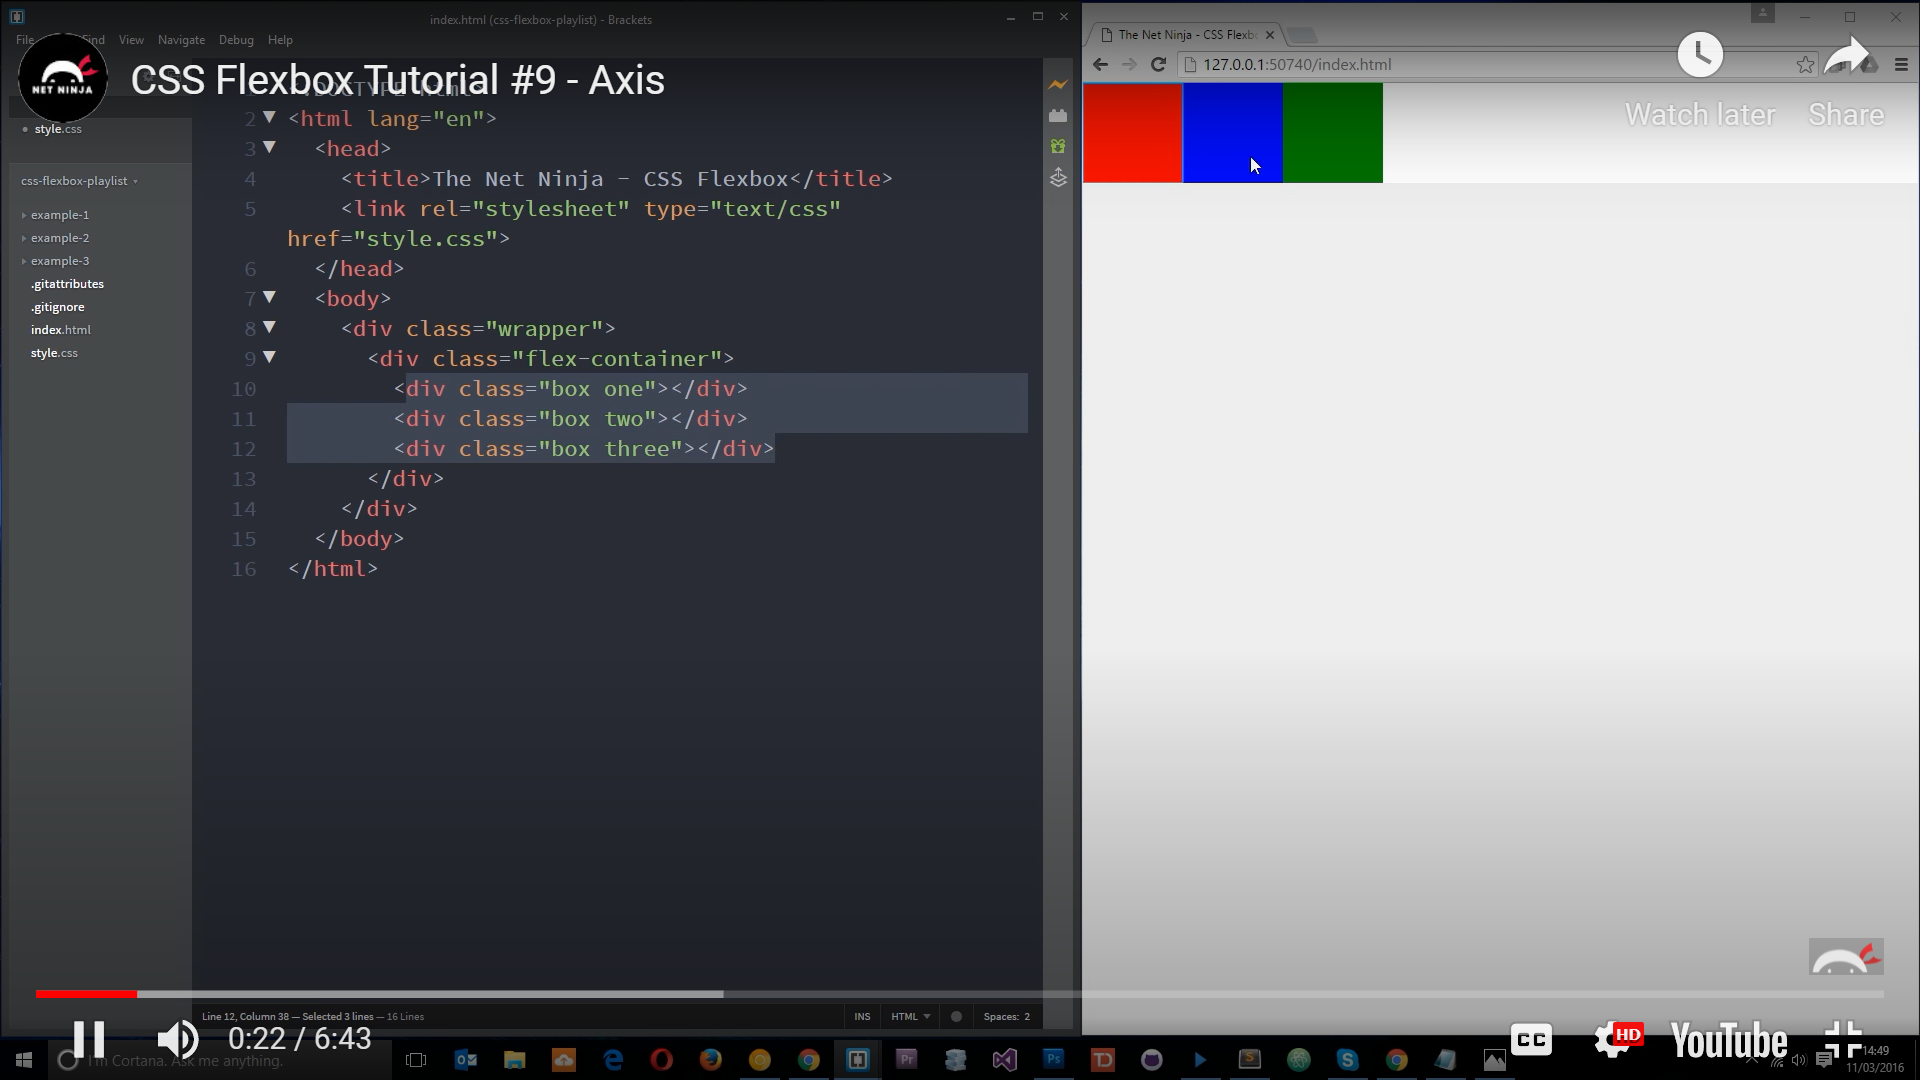 index.html (css-flexbox-playlist) - Brackets
File
Find
View
Navigate
Debug
Help
NET NINJA
CSS Flexbox Tutorial #9 - Axis
style.css
css-flexbox-playlist
example-1
example-2
example-3
.gitattributes
.gitignore
index.html
style.css
2 <html lang="en">
3 <head>
4 <title>The Net Ninja - CSS Flexbox</title>
5 <link rel="stylesheet" type="text/css"
href="style.css">
6 </head>
7 <body>
8 <div class="wrapper">
9 <div class="flex-container">
10 <div class="box one"></div>
11 <div class="box two"></div>
12 <div class="box three"></div>
13 </div>
14 </div>
15 </body>
16 </html>
Line 12, Column 38 — Selected 3 lines — 16 Lines
INS
HTML
Spaces: 2
The Net Ninja - CSS Flexb
127.0.0.1:50740/index.html
Watch later
Share
0:22 / 6:43
CC
HD
YouTube
I'm Cortana. Ask me anything.
Pr
Ps
TD
14:49
11/03/2016